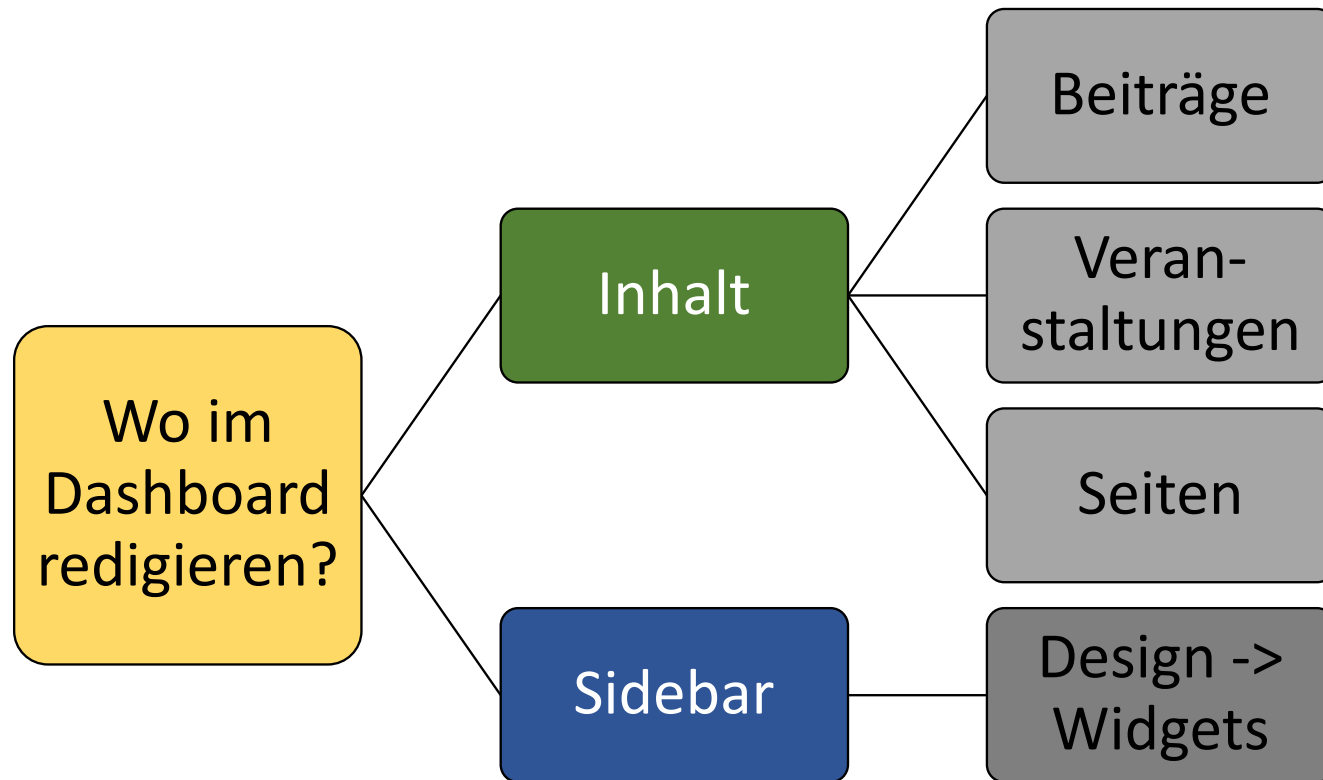 Wo im
Dashboard
redigieren?
Inhalt
Beiträge
Veran-
staltungen
Seiten
Sidebar
Design ->
Widgets